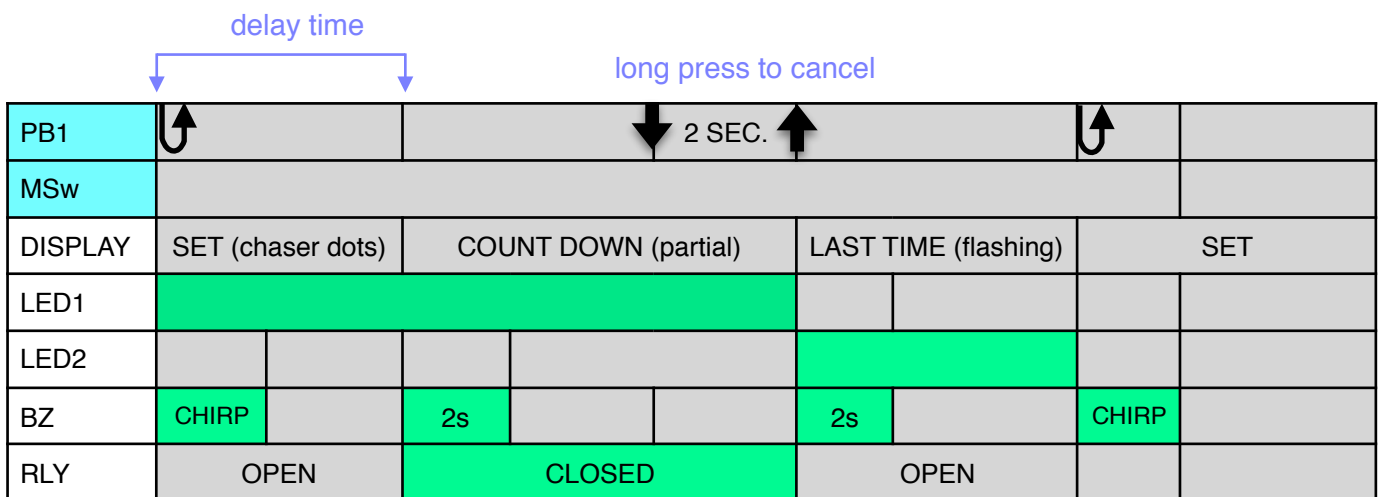 delay time
long press to cancel
PB1 2 SEC.
MSw
DISPLAY SET (chaser dots) COUNT DOWN (partial) LAST TIME (flashing) SET
LED1
LED2
BZ CHIRP 2s 2s CHIRP
RLY OPEN CLOSED OPEN